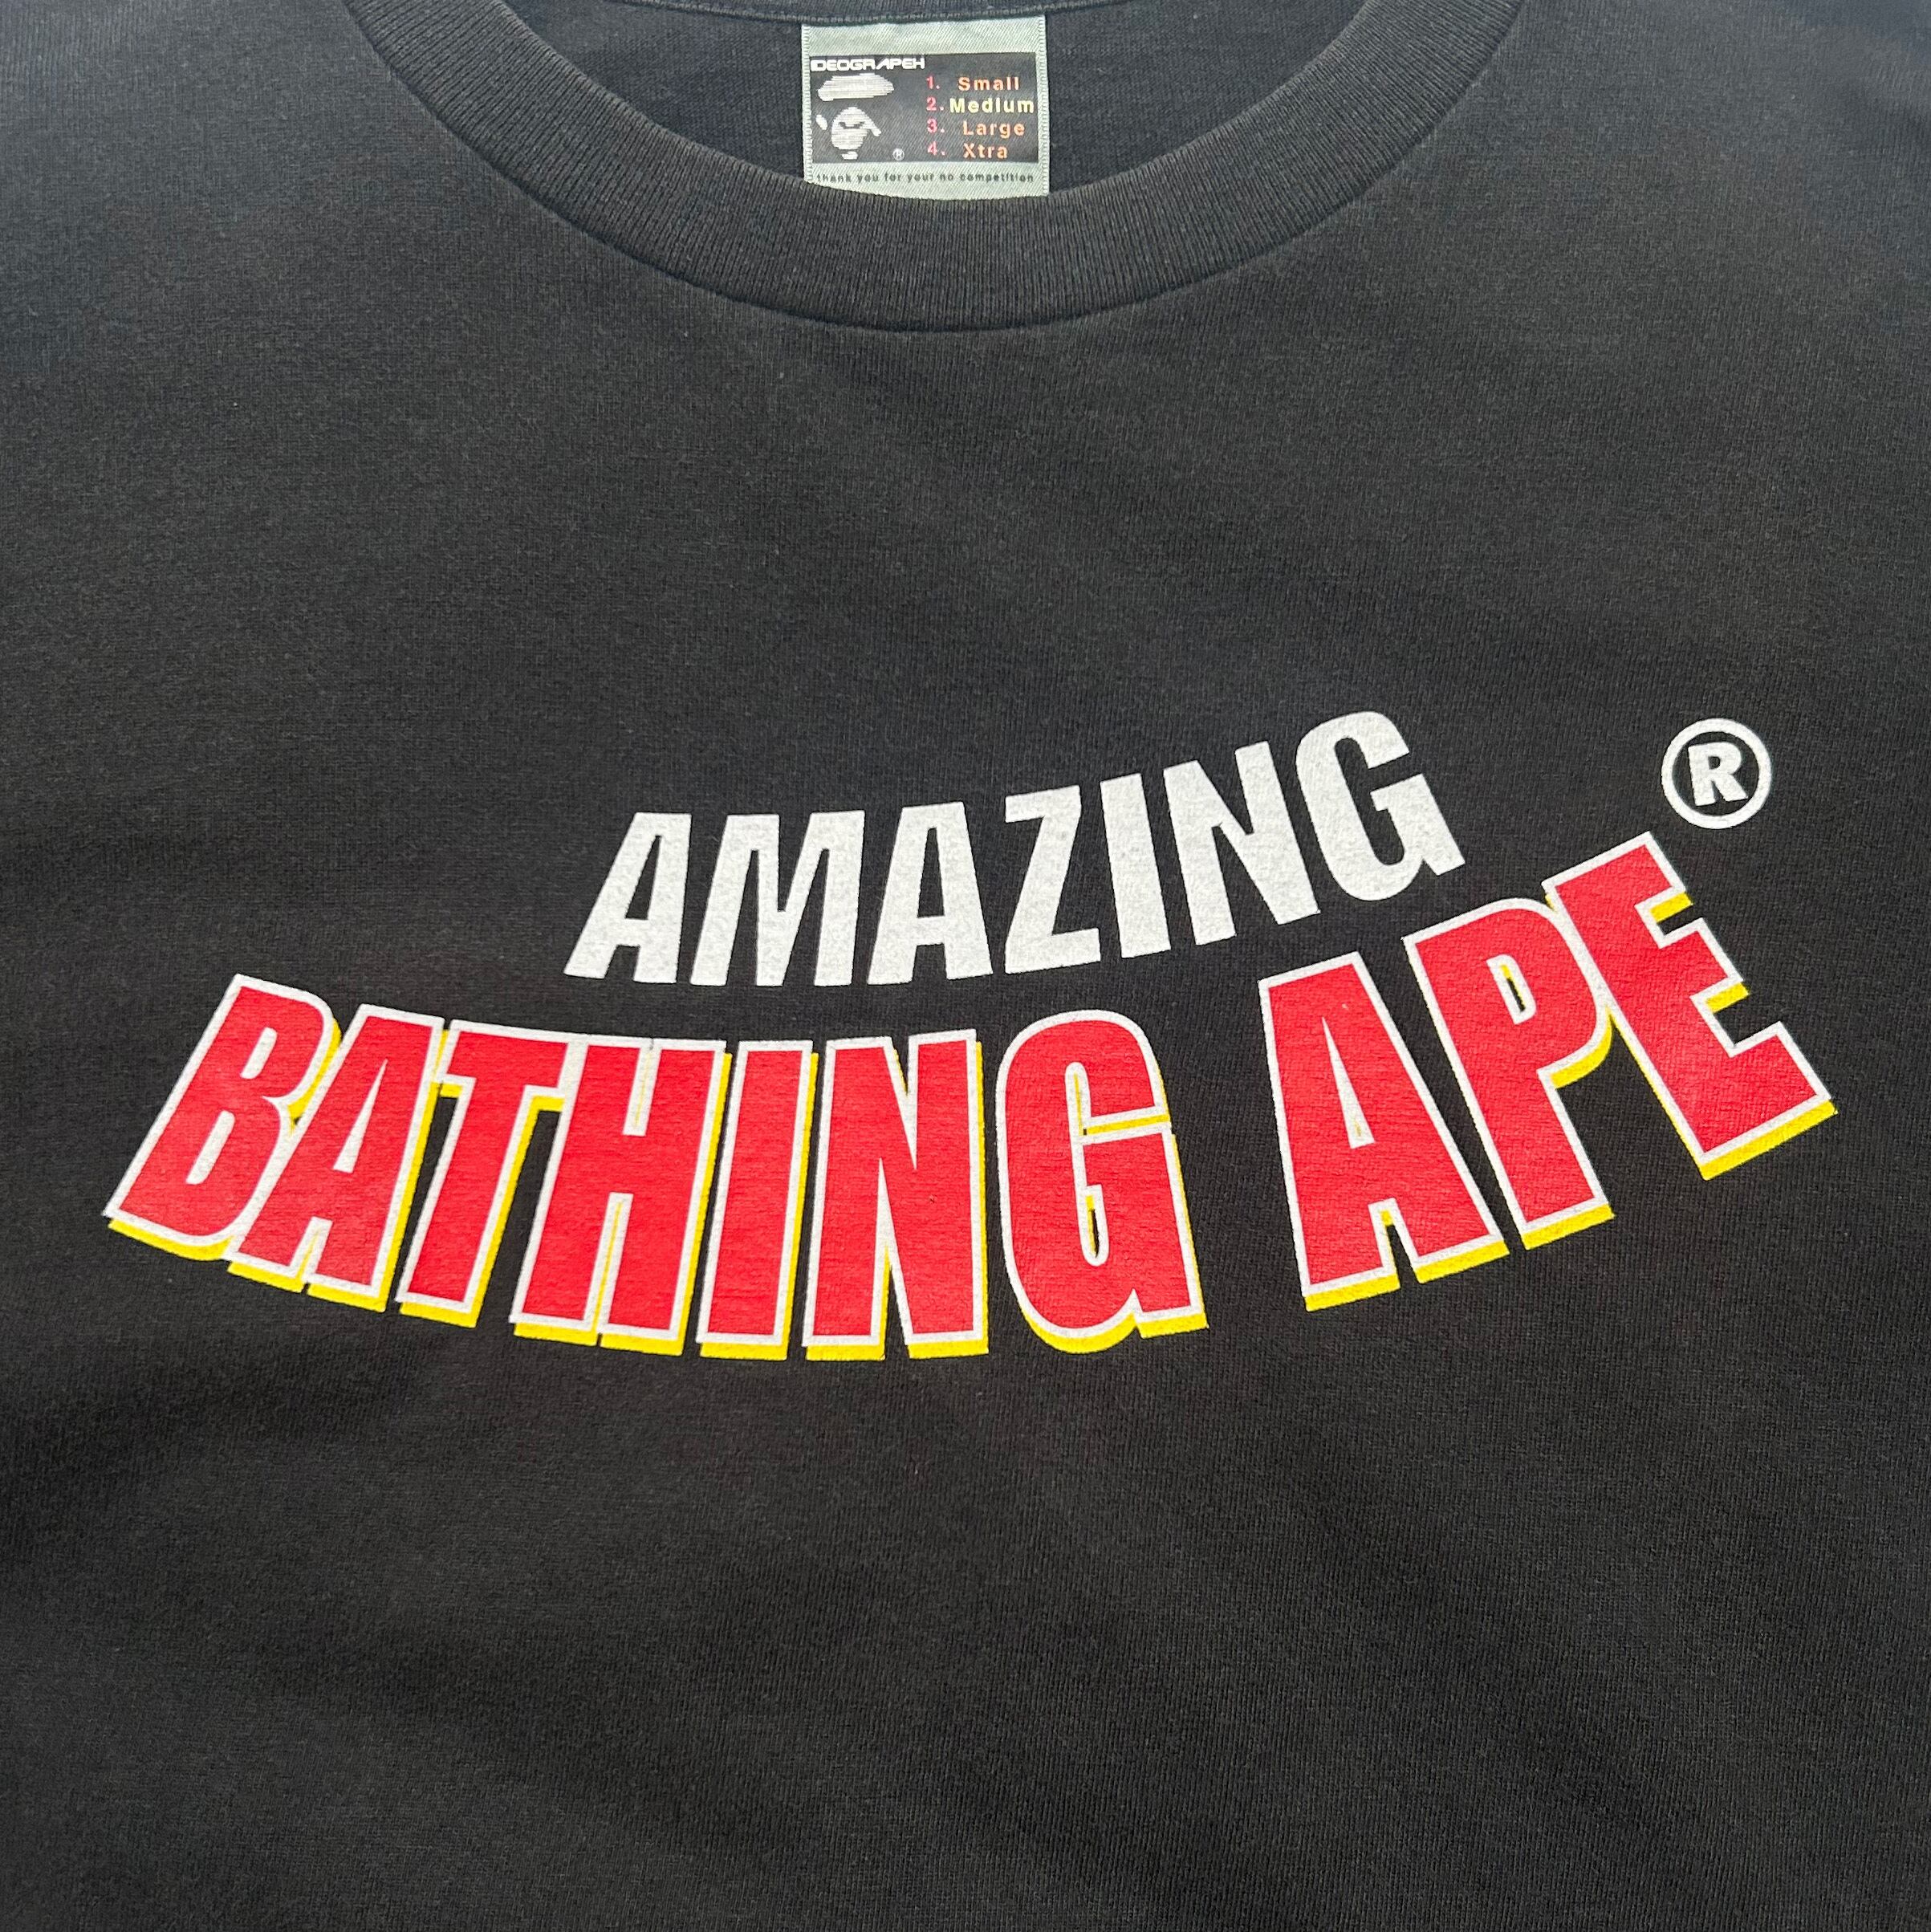 IDEOGRAPEH
1. Small
2. Medium
3. Large
4. Xtra
®
thank you for your no competition
AMAZING ®
BATHING APE